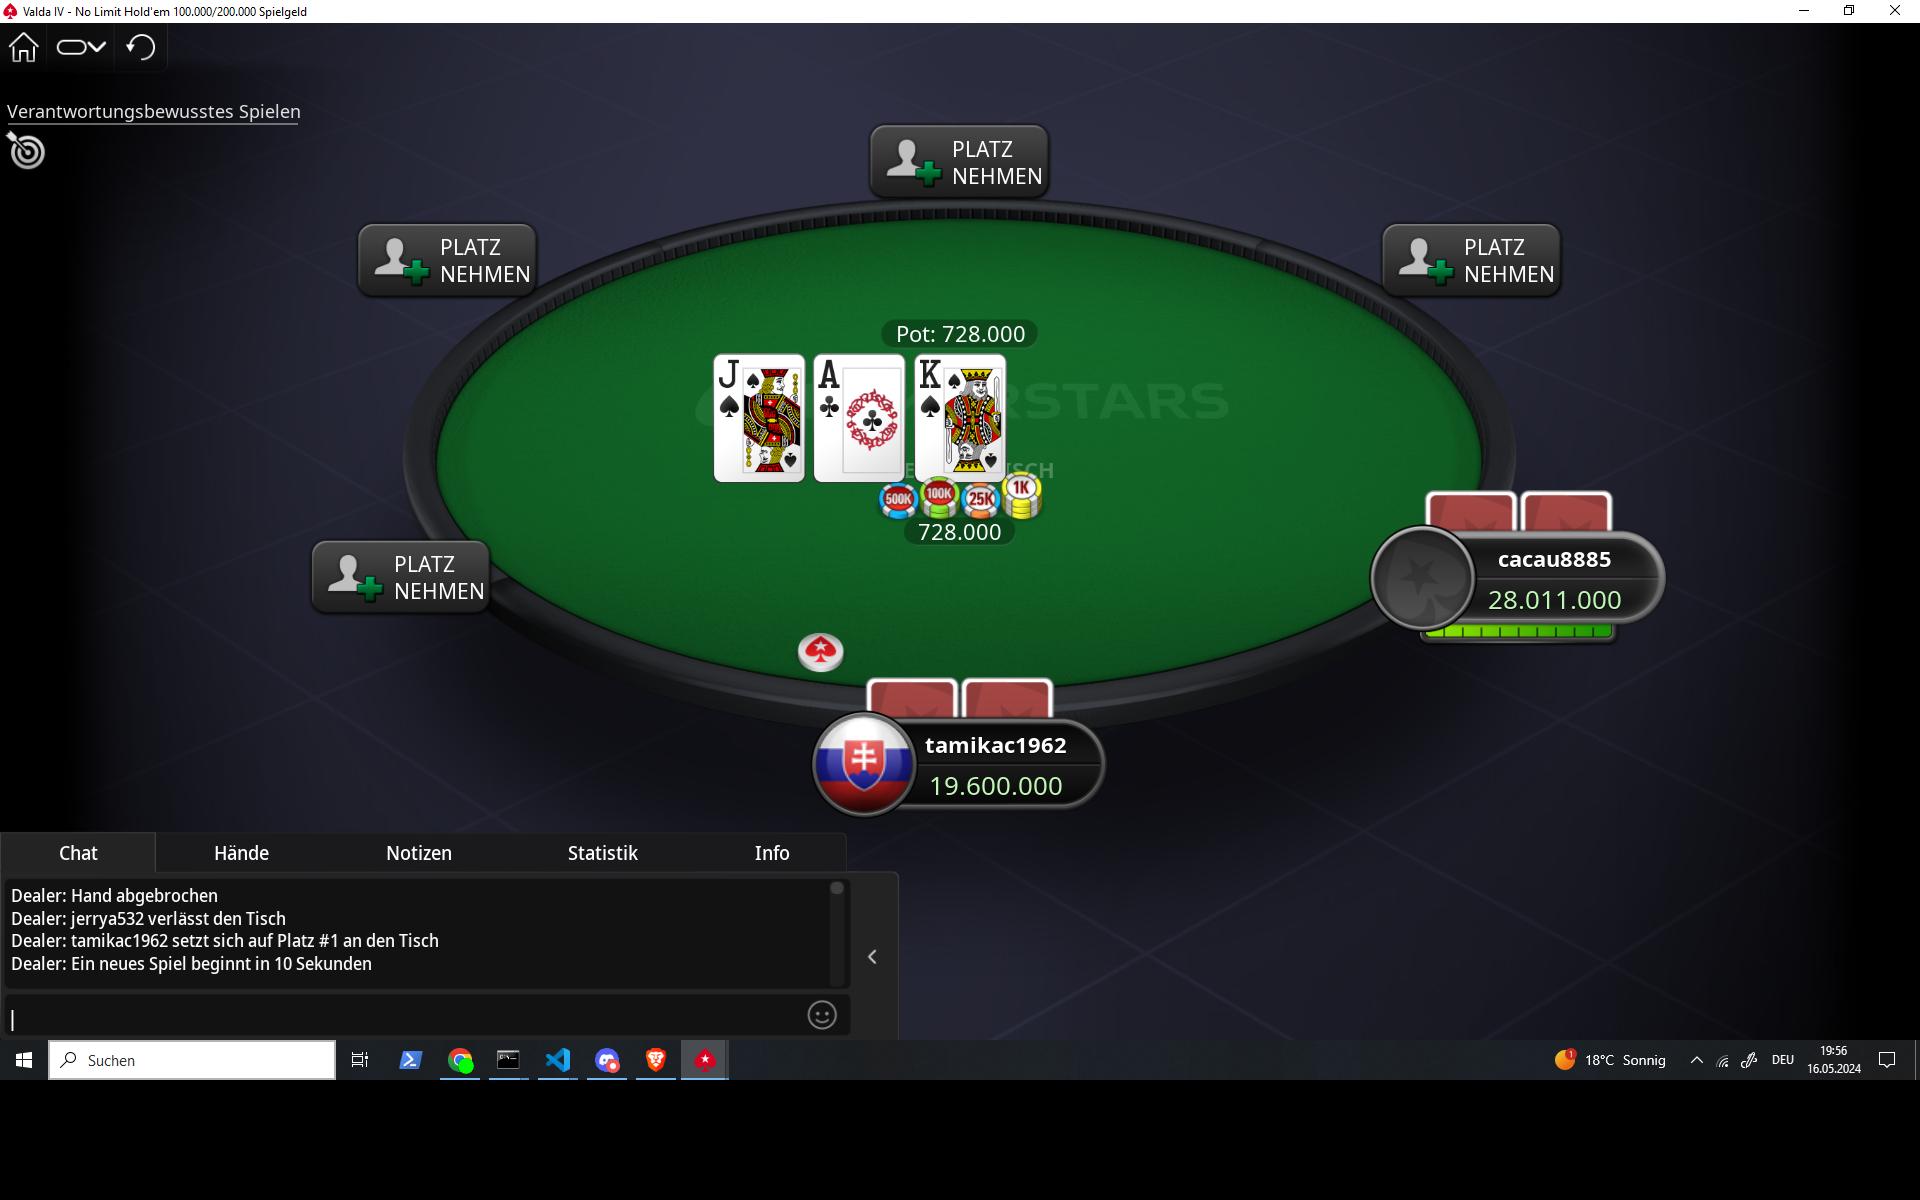 Valda IV - No Limit Hold'em 100.000/200.000 Spielgeld
Verantwortungsbewusstes Spielen
PLATZ
NEHMEN
PLATZ
NEHMEN
PLATZ
NEHMEN
Pot: 728.000
J
A
K
RSTARS
SCH
500K
100K
25K
1K
728.000
PLATZ
NEHMEN
cacau8885
28.011.000
tamikac1962
19.600.000
Chat Hände Notizen Statistik Info
Dealer: Hand abgebrochen
Dealer: jerrya532 verlässt den Tisch
Dealer: tamikac1962 setzt sich auf Platz #1 an den Tisch
Dealer: Ein neues Spiel beginnt in 10 Sekunden
Suchen
1
18°C Sonnig
DEU
19:56
16.05.2024